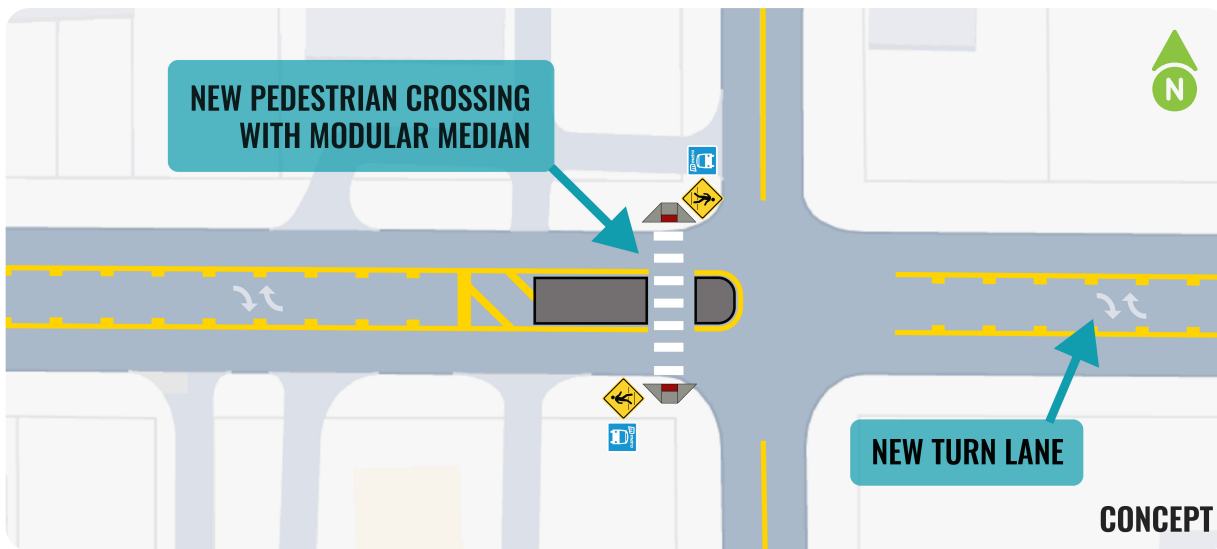 NEW PEDESTRIAN CROSSING
WITH MODULAR MEDIAN
N
NEW TURN LANE
CONCEPT